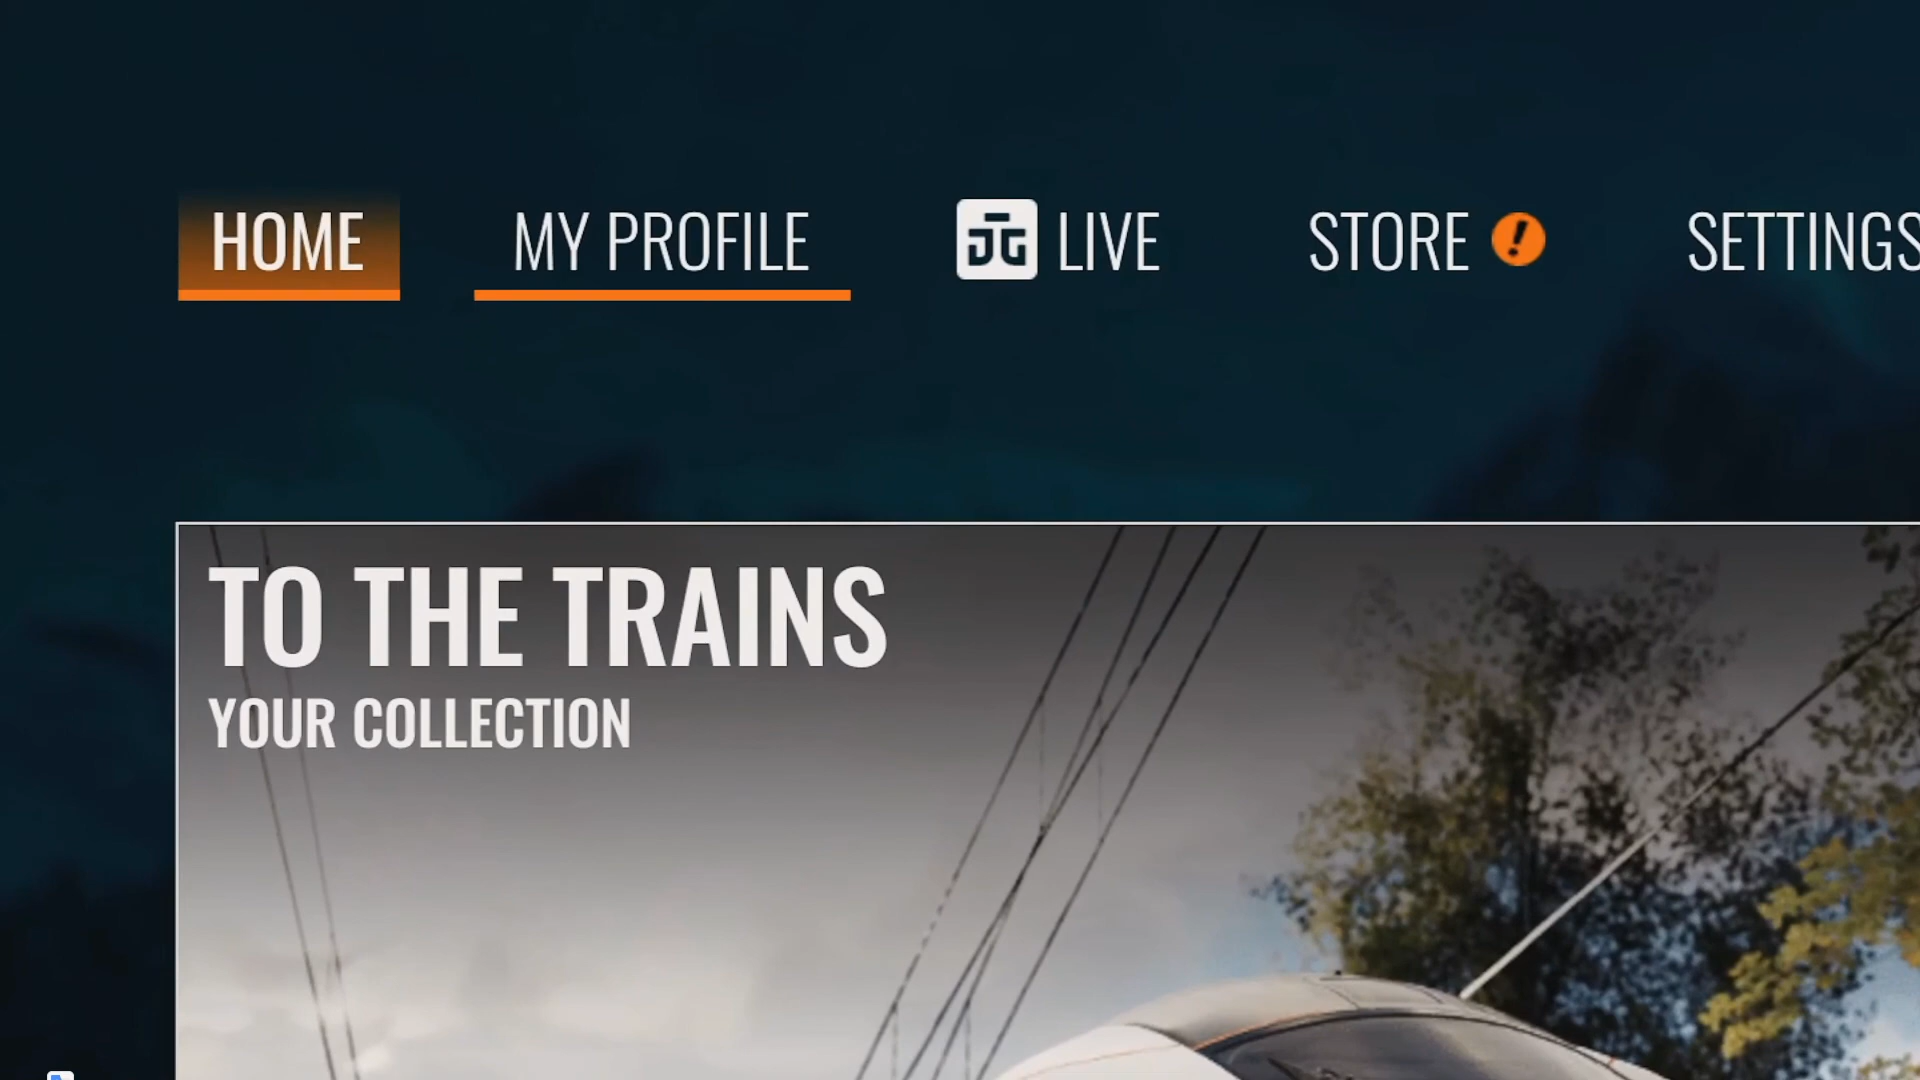 HOME
MY PROFILE
LIVE
STORE !
SETTINGS
TO THE TRAINS
YOUR COLLECTION